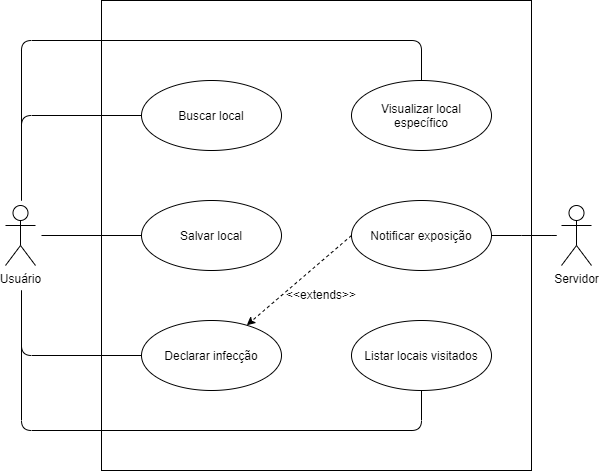 Buscar local
Visualizar local
específico
Salvar local
Notificar exposição
Usuário
Servidor
<<extends>>
Declarar infecção
Listar locais visitados